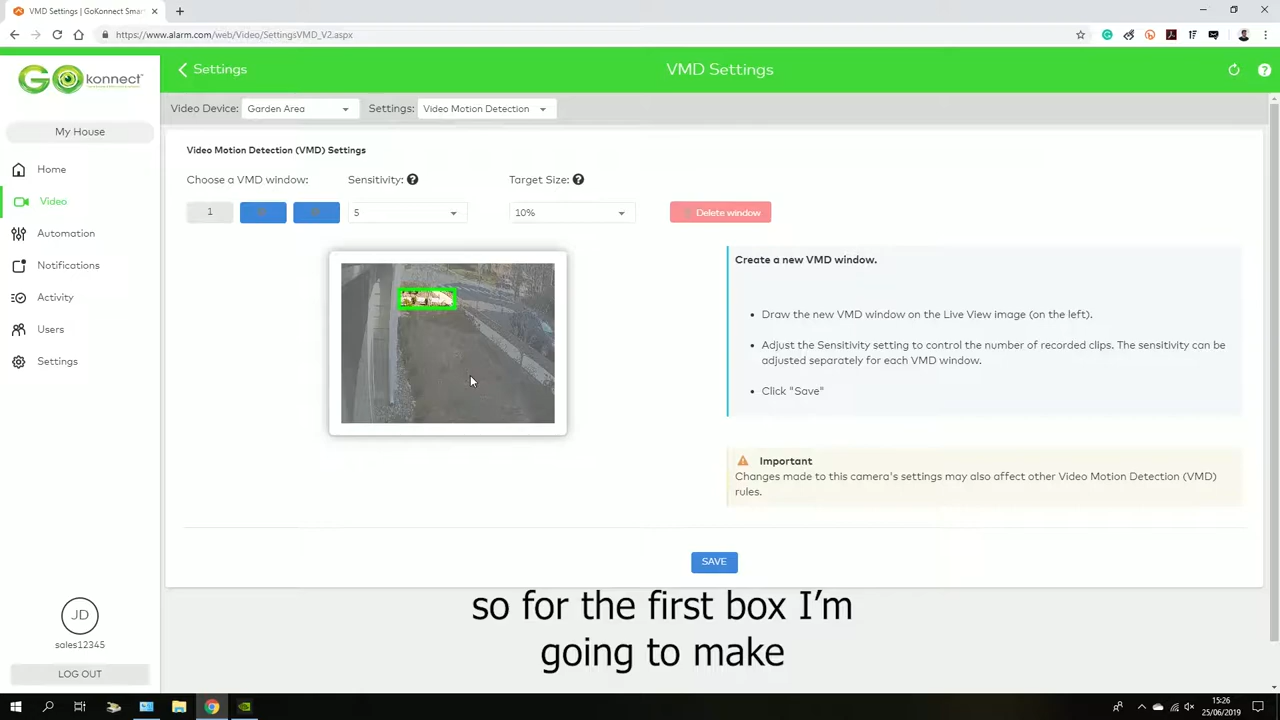 VMD Settings | GoKonnect Smar
https://www.alarm.com/web/Video/SettingsVMD_V2.aspx
GO konnect
Settings
VMD Settings
Video Device: Garden Area
Settings: Video Motion Detection
My House
Home
Video
Automation
Notifications
Activity
Users
Settings
Video Motion Detection (VMD) Settings
Choose a VMD window:
Sensitivity:
Target Size:
1
5
10%
Delete window
Create a new VMD window.
• Draw the new VMD window on the Live View image (on the left).
• Adjust the Sensitivity setting to control the number of recorded clips. The sensitivity can be
adjusted separately for each VMD window.
• Click "Save"
Important
Changes made to this camera's settings may also affect other Video Motion Detection (VMD)
rules.
SAVE
JD
sales12345
LOG OUT
so for the first box I'm
going to make
15:26
25/06/2019